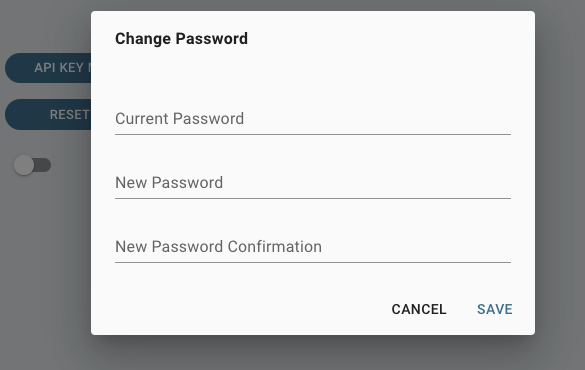 Change Password
API KEY
RESET
Current Password
New Password
New Password Confirmation
CANCEL
SAVE